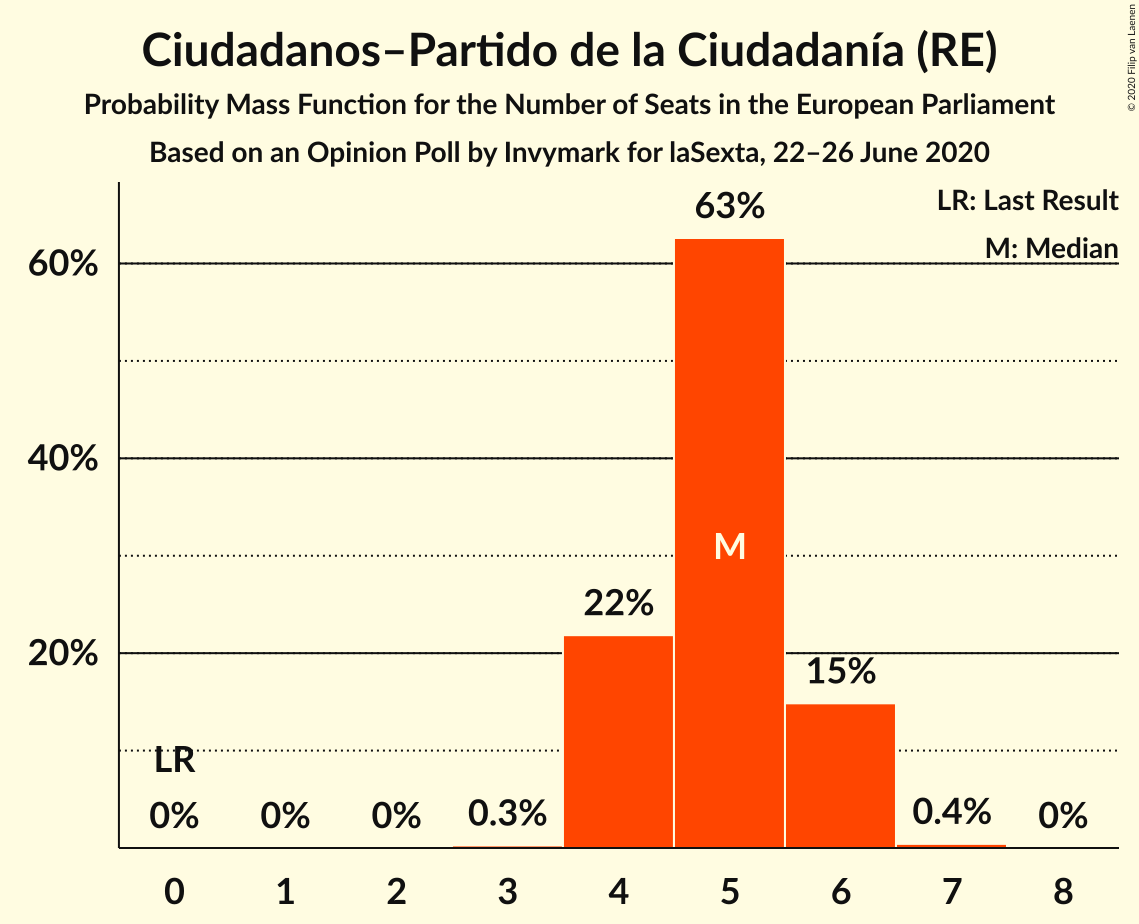 Ciudadanos–Partido de la Ciudadanía (RE)
Probability Mass Function for the Number of Seats in the European Parliament
Based on an Opinion Poll by Invymark for laSexta, 22–26 June 2020
© 2020 Filip van Laenen
LR: Last Result
M: Median
63%
60%
40%
M
22%
20%
15%
LR
0% 0% 0% 0.3% 0.4% 0%
0 1 2 3 4 5 6 7 8